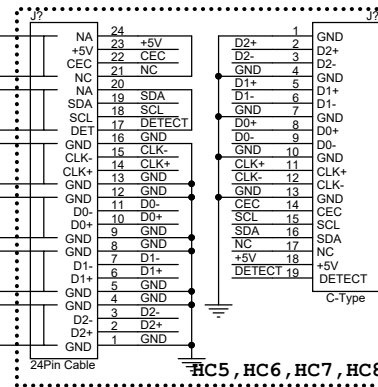 J?
NA 24
+5V 23 +5V
CEC 22 CEC
NC 21 NC
NA 20
SDA 19 SDA
SCL 18 SCL
DET 17 DETECT
GND 16 GND
CLK- 15 CLK-
CLK+ 14 CLK+
GND 13 GND
GND 12 GND
D0- 11 D0-
D0+ 10 D0+
GND 9 GND
GND 8 GND
D1- 7 D1-
D1+ 6 D1+
GND 5 GND
GND 4 GND
D2- 3 D2-
D2+ 2 D2+
GND 1 GND
24Pin Cable
J?
1 GND
D2+ 2 D2+
D2- 3 D2-
GND 4 GND
D1+ 5 D1+
D1- 6 D1-
GND 7 GND
D0+ 8 D0+
D0- 9 D0-
GND 10 GND
CLK+ 11 CLK+
CLK- 12 CLK-
GND 13 GND
CEC 14 CEC
SCL 15 SCL
SDA 16 SDA
NC 17 NC
+5V 18 +5V
DETECT 19 DETECT
C-Type
HC5,HC6,HC7,HC8